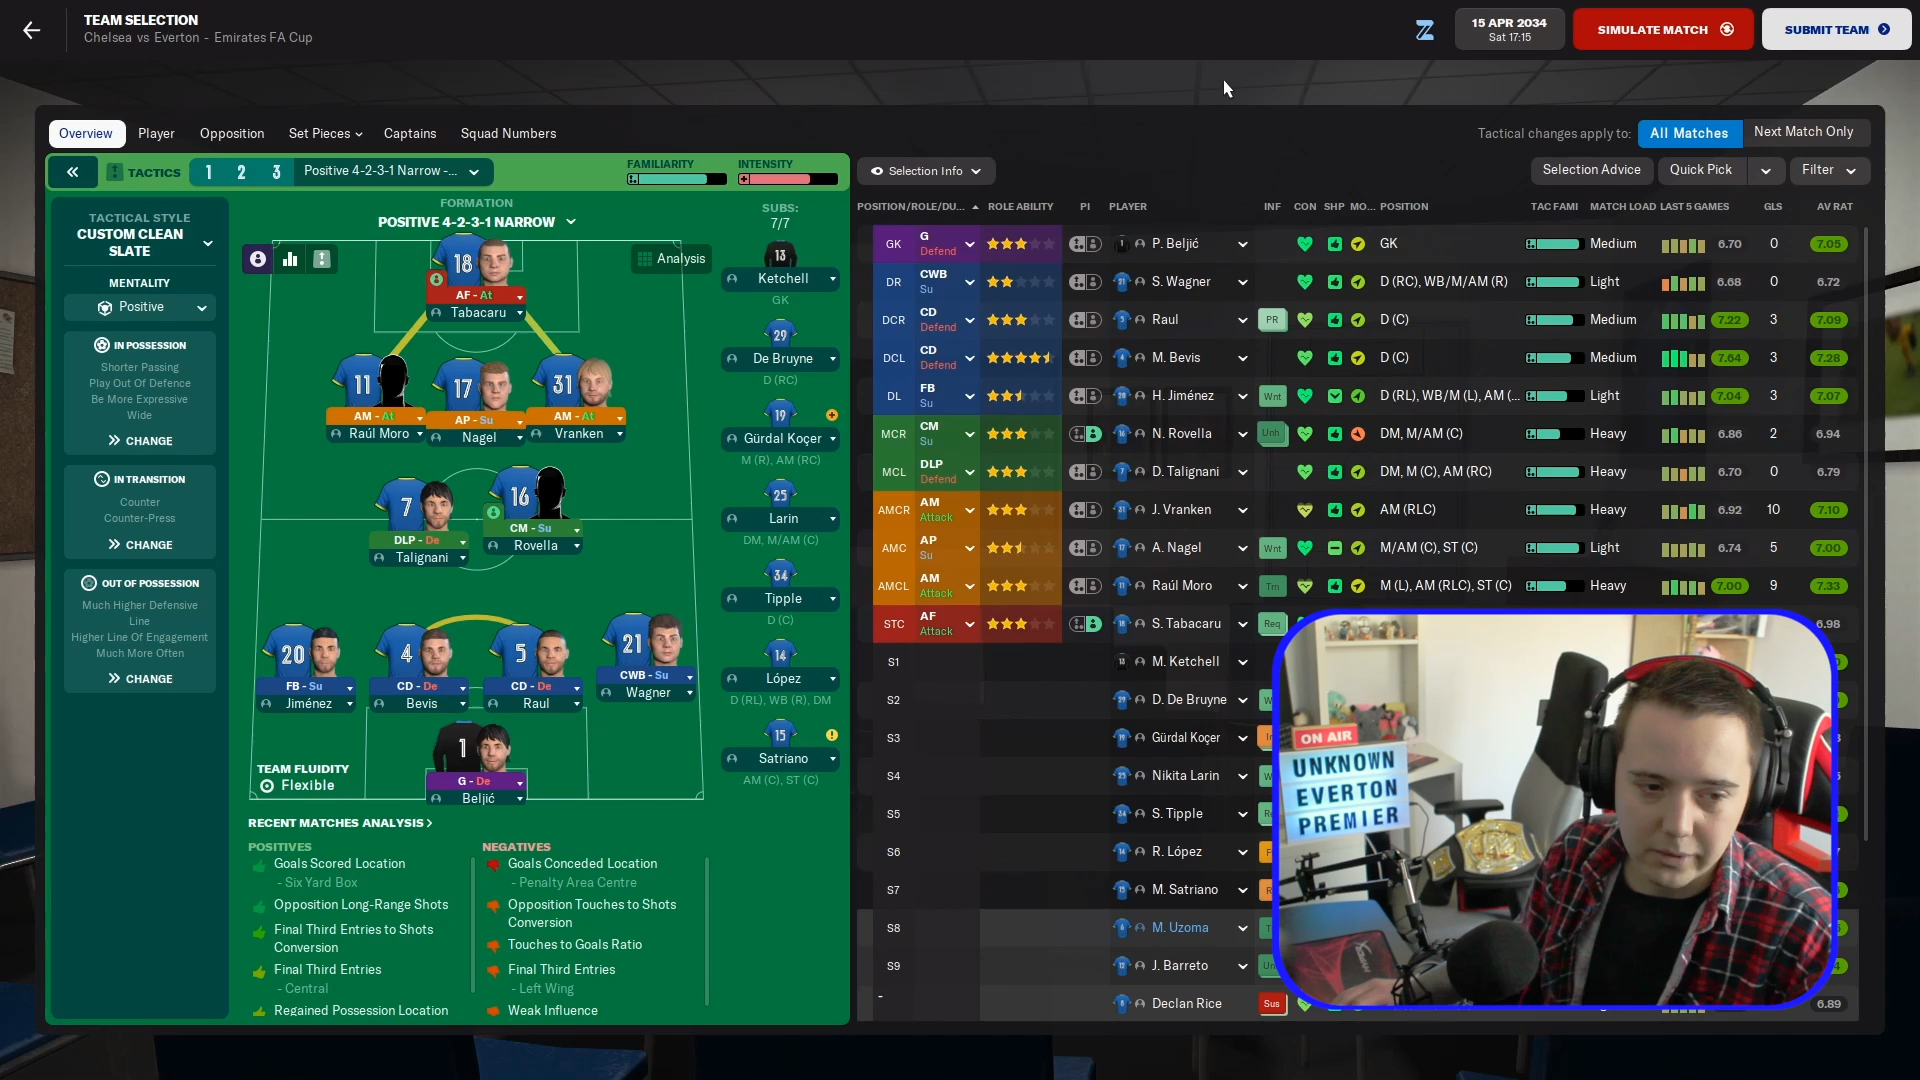 TEAM SELECTION
Chelsea vs Everton - Emirates FA Cup
15 APR 2034
Sat 17:15
SIMULATE MATCH
SUBMIT TEAM
Overview
Player
Opposition
Set Pieces
Captains
Squad Numbers
Tactical changes apply to:
All Matches
Next Match Only
TACTICS
1 2 3
Positive 4-2-3-1 Narrow -...
FAMILIARITY
INTENSITY
Selection Info
Selection Advice
Quick Pick
Filter
TACTICAL STYLE
CUSTOM CLEAN
SLATE
MENTALITY
Positive
IN POSSESSION
Shorter Passing
Play Out Of Defence
Be More Expressive
Wide
CHANGE
IN TRANSITION
Counter
Counter-Press
CHANGE
OUT OF POSSESSION
Much Higher Defensive
Line
Higher Line Of Engagement
Much More Often
CHANGE
FORMATION
POSITIVE 4-2-3-1 NARROW
Analysis
18
AF - At
Tabacaru
11
AM - At
Raúl Moro
17
AP - Su
Nagel
31
AM - At
Vranken
7
DLP - De
Talignani
16
CM - Su
Rovella
20
FB - Su
Jiménez
4
CD - De
Bevis
5
CD - De
Raul
21
CWB - Su
Wagner
1
G - De
Beljić
TEAM FLUIDITY
Flexible
SUBS:
7/7
13
Ketchell
GK
29
De Bruyne
D (RC)
19
Gürdal Koçer
M (R), AM (RC)
25
Larin
DM, M/AM (C)
34
Tipple
D (C)
14
López
D (RL), WB (R), DM
15
Satriano
AM (C), ST (C)
RECENT MATCHES ANALYSIS
POSITIVES
Goals Scored Location
- Six Yard Box
Opposition Long-Range Shots
Final Third Entries to Shots
Conversion
Final Third Entries
- Central
Regained Possession Location
NEGATIVES
Goals Conceded Location
- Penalty Area Centre
Opposition Touches to Shots
Conversion
Touches to Goals Ratio
Final Third Entries
- Left Wing
Weak Influence
POSITION/ROLE/DU... ROLE ABILITY PI PLAYER INF CON SHP MO... POSITION TAC FAMI MATCH LOAD LAST 5 GAMES GLS AV RAT
GK G Defend P. Beljić GK Medium 6.70 0 7.05
DR CWB Su S. Wagner D (RC), WB/M/AM (R) Light 6.68 0 6.72
DCR CD Defend Raul PR D (C) Medium 7.22 3 7.09
DCL CD Defend M. Bevis D (C) Medium 7.64 3 7.28
DL FB Su H. Jiménez Wnt D (RL), WB/M (L), AM (... Light 7.04 3 7.07
MCR CM Su N. Rovella Unh DM, M/AM (C) Heavy 6.86 2 6.94
MCL DLP Defend D. Talignani DM, M (C), AM (RC) Heavy 6.70 0 6.79
AMCR AM Attack J. Vranken AM (RLC) Heavy 6.92 10 7.10
AMC AP Su A. Nagel Wnt M/AM (C), ST (C) Light 6.74 5 7.00
AMCL AM Attack Raúl Moro Trn M (L), AM (RLC), ST (C) Heavy 7.00 9 7.33
STC AF Attack S. Tabacaru Req 6.98
S1 M. Ketchell
S2 D. De Bruyne
S3 Gürdal Koçer
S4 Nikita Larin
S5 S. Tipple
S6 R. López
S7 M. Satriano
S8 M. Uzoma
S9 J. Barreto
- Declan Rice Sus 6.89
ON AIR
UNKNOWN
EVERTON
PREMIER